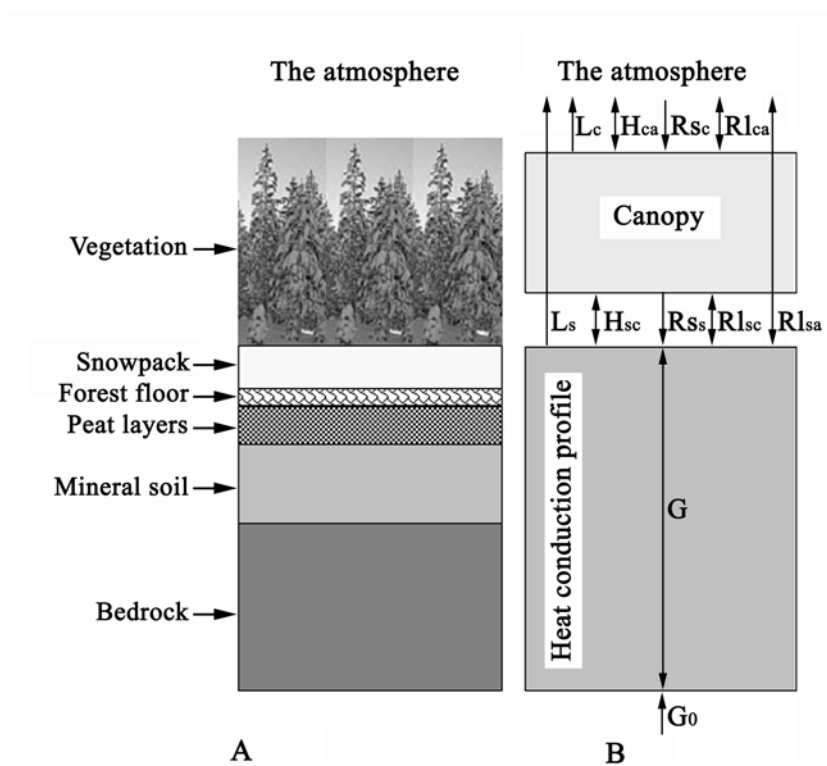 The atmosphere
The atmosphere
Lc
Hca
Rsc
Rlca
Canopy
Vegetation
Ls
Hsc
Rss
Rlsc
Rlsa
Snowpack
Forest floor
Peat layers
Mineral soil
Bedrock
Heat conduction profile
G
G0
A
B